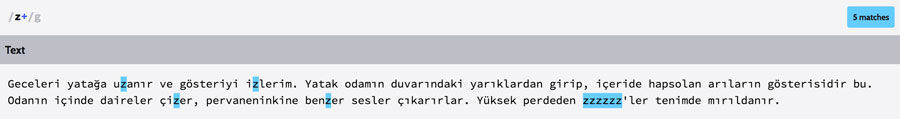 /z+/g
5 matches
Text
Geceleri yatağa uzanır ve gösteriyi izlerim. Yatak odamın duvarındaki yarıklardan girip, içeride hapsolan arıların gösterisidir bu.
Odanın içinde daireler çizer, pervaneninkine benzer sesler çıkarırlar. Yüksek perdeden zzzzzz'ler tenimde mırıldanır.